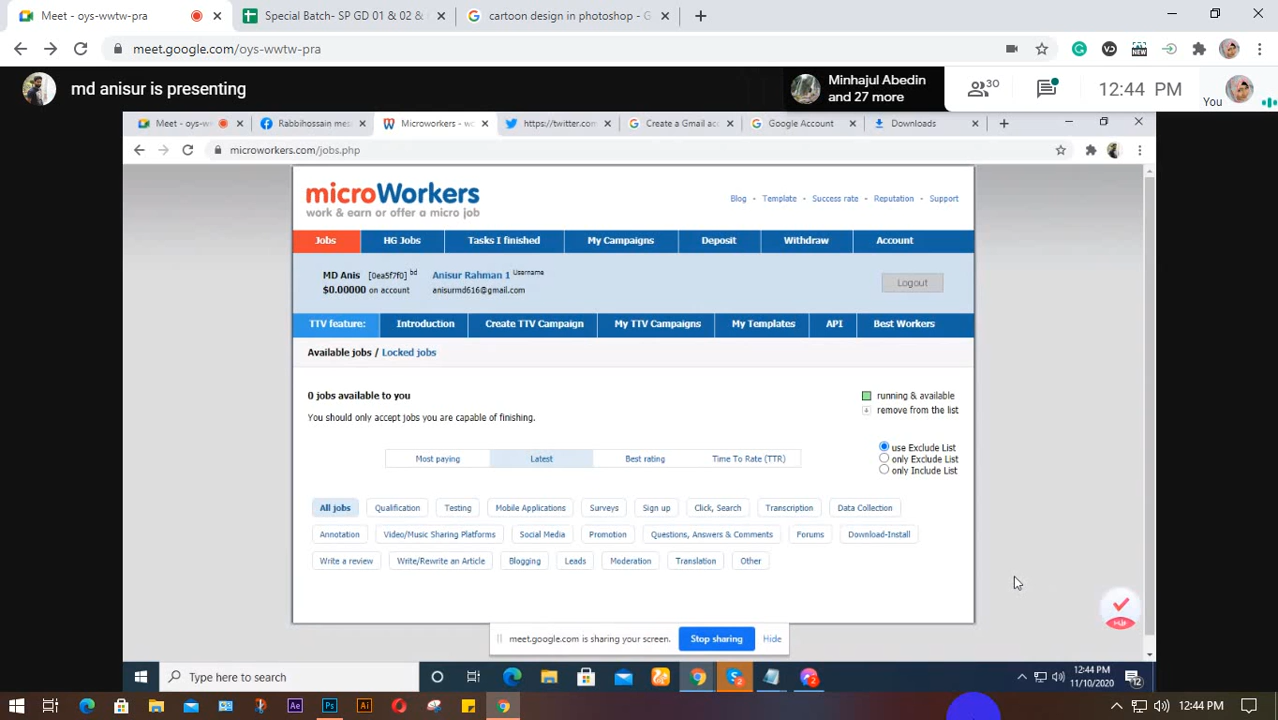 Meet - oys-wwtw-pra
Special Batch- SP GD 01 & 02 &
cartoon design in photoshop - G
meet.google.com/oys-wwtw-pra
md anisur is presenting
Minhajul Abedin
and 27 more
30
12:44 PM
You
Meet - oys-w
Rabbihossain mes
Microworkers - wo
https://twitter.com
Create a Gmail acc
Google Account
Downloads
microworkers.com/jobs.php
microWorkers
work & earn or offer a micro job
Blog - Template - Success rate - Reputation - Support
Jobs
HG Jobs
Tasks I finished
My Campaigns
Deposit
Withdraw
Account
MD Anis [0ea5f7f0] bd
Anisur Rahman 1 Username
Logout
$0.00000 on account
anisurmd616@gmail.com
TTV feature:
Introduction
Create TTV Campaign
My TTV Campaigns
My Templates
API
Best Workers
Available jobs / Locked jobs
0 jobs available to you
running & available
remove from the list
You should only accept jobs you are capable of finishing.
use Exclude List
only Exclude List
only Include List
Most paying
Latest
Best rating
Time To Rate (TTR)
All jobs
Qualification
Testing
Mobile Applications
Surveys
Sign up
Click, Search
Transcription
Data Collection
Annotation
Video/Music Sharing Platforms
Social Media
Promotion
Questions, Answers & Comments
Forums
Download-Install
Write a review
Write/Rewrite an Article
Blogging
Leads
Moderation
Translation
Other
meet.google.com is sharing your screen.
Stop sharing
Hide
Type here to search
12:44 PM
11/10/2020
12:44 PM